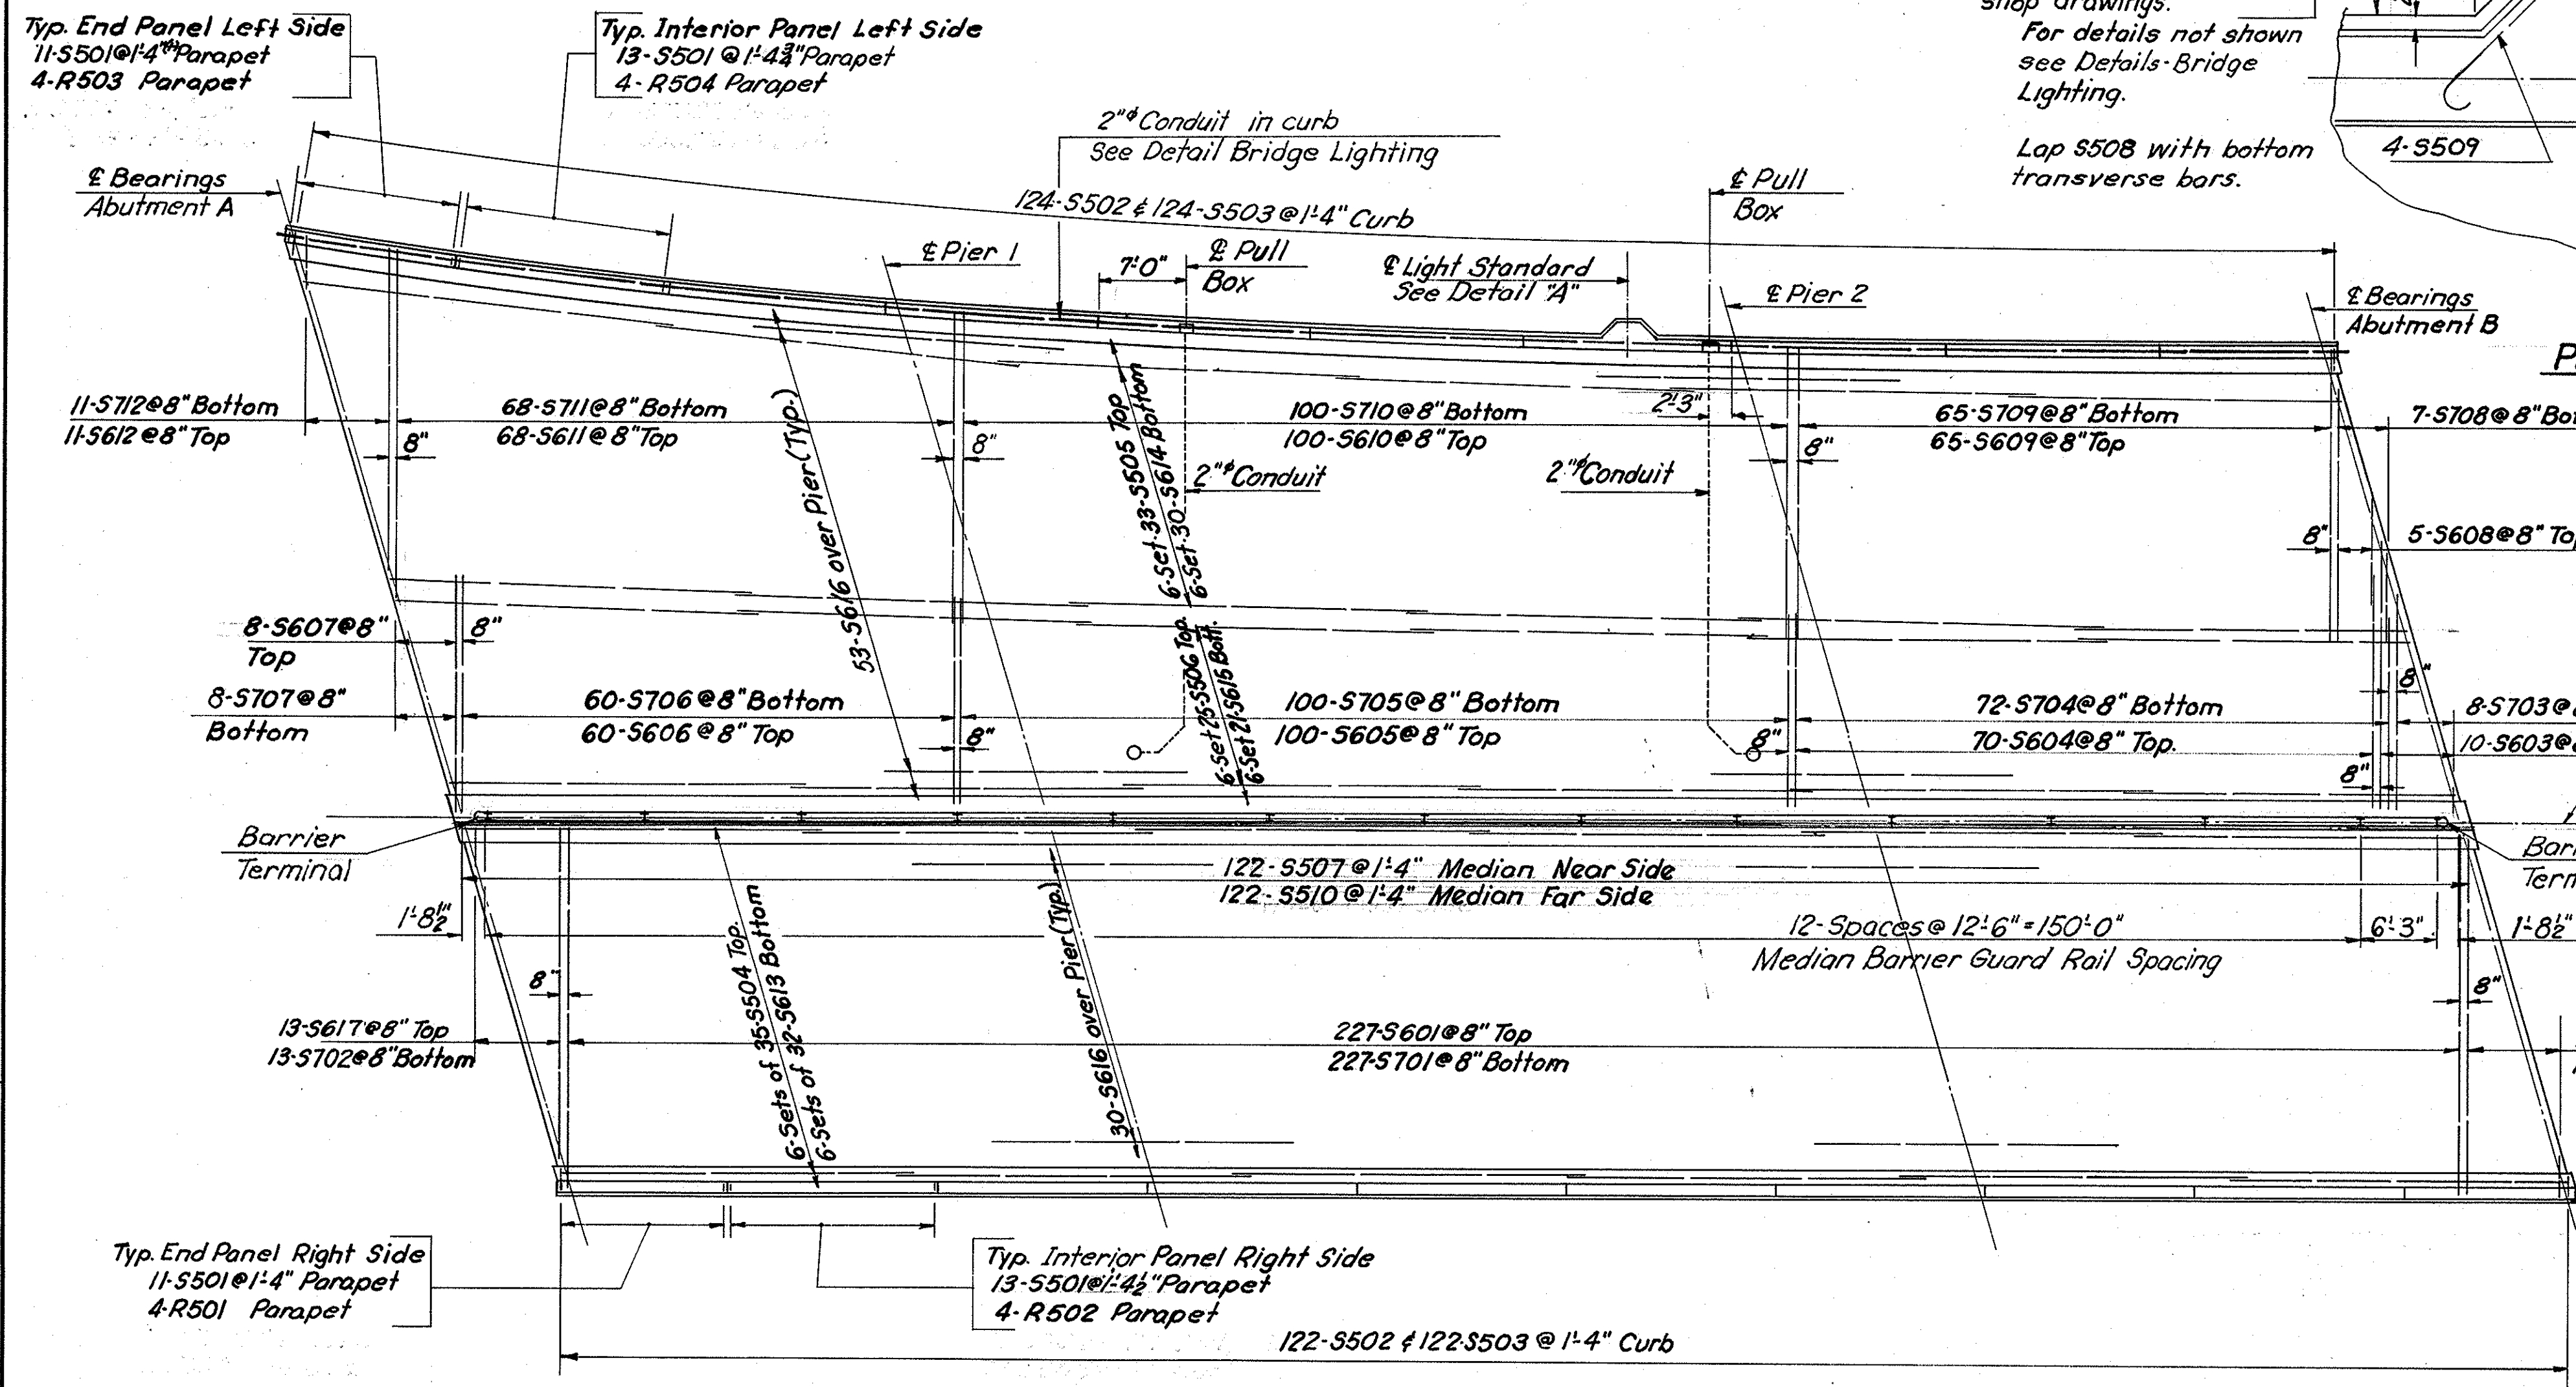 Typ. End Panel Left Side
11-S501@1'-4" Parapet
4-R503 Parapet
Typ. Interior Panel Left Side
13-S501 @ 1'-4¾" Parapet
4-R504 Parapet
shop drawings.
For details not shown
see Details-Bridge
Lighting.
Lap S508 with bottom
transverse bars.
4-S509
2"ϕ Conduit in curb
See Detail Bridge Lighting
℄ Bearings
Abutment A
124-S502 & 124-S503 @ 1'-4" Curb
℄ Pull
Box
℄ Pier 1
7'-0"
℄ Pull
Box
℄ Light Standard
See Detail "A"
℄ Pier 2
℄ Bearings
Abutment B
11-S712@8" Bottom
11-S612@8" Top
8"
68-S711@8" Bottom
68-S611@8" Top
8"
53-S616 over Pier (Typ.)
6-Set-33-S505 Top
6-Set-30-S614 Bottom
100-S710@8" Bottom
100-S610@8" Top
2'-3"
8"
65-S709@8" Bottom
65-S609@8" Top
7-S708@8"
2"ϕ Conduit
2"ϕ Conduit
8"
5-S608@8"
8-S607@8"
Top
8"
8-S707@8"
Bottom
60-S706@8" Bottom
60-S606@8" Top
8"
6-Set 25-S506 Top.
6-Set 21-S615 Bott.
100-S705@8" Bottom
100-S605@8" Top
8"
72-S704@8" Bottom
70-S604@8" Top.
8"
8"
8-S703@
10-S603@
Barrier
Terminal
122-S507@1'-4" Median Near Side
122-S510@1'-4" Median Far Side
1'-8½"
12-Spaces@12'-6"=150'-0"
Median Barrier Guard Rail Spacing
6'-3"
1'-8½"
8"
6-Sets of 35-S504 Top.
6-Sets of 32-S613 Bottom
30-S616 over Pier (Typ.)
8"
13-S617@8" Top
13-S702@8" Bottom
227-S601@8" Top
227-S701@8" Bottom
Typ. End Panel Right Side
11-S501@1'-4" Parapet
4-R501 Parapet
Typ. Interior Panel Right Side
13-S501@1'-4½" Parapet
4-R502 Parapet
122-S502 & 122-S503 @ 1'-4" Curb